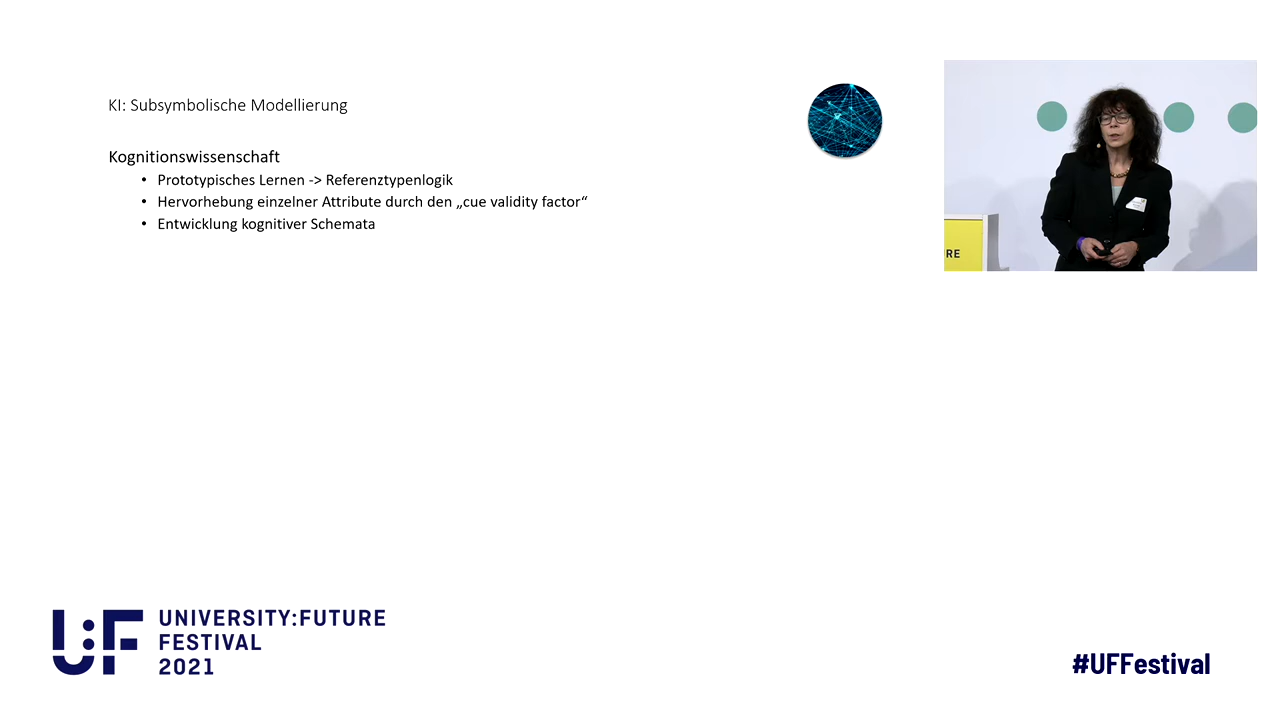 KI: Subsymbolische Modellierung
Kognitionswissenschaft
• Prototypisches Lernen -> Referenztypenlogik
• Hervorhebung einzelner Attribute durch den „cue validity factor“
• Entwicklung kognitiver Schemata
RE
U:F
UNIVERSITY:FUTURE
FESTIVAL
2021
#UFFestival